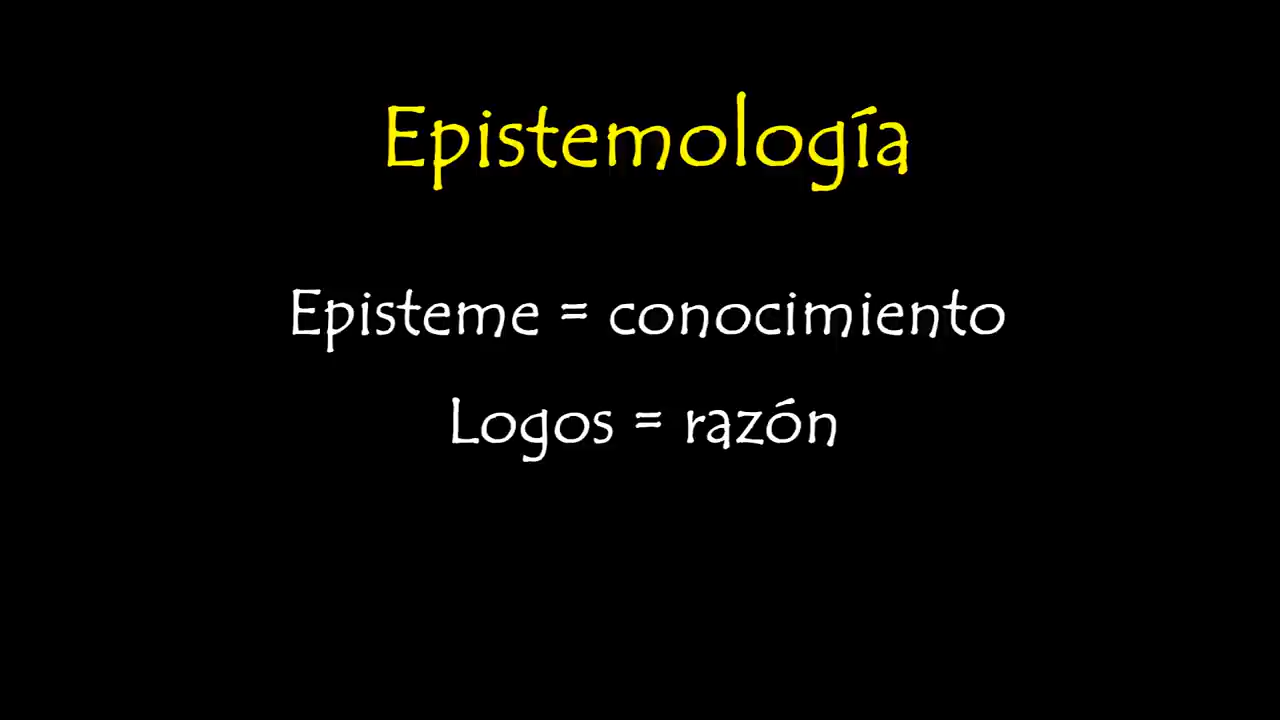 Epistemología
Episteme = conocimiento
Logos = razón